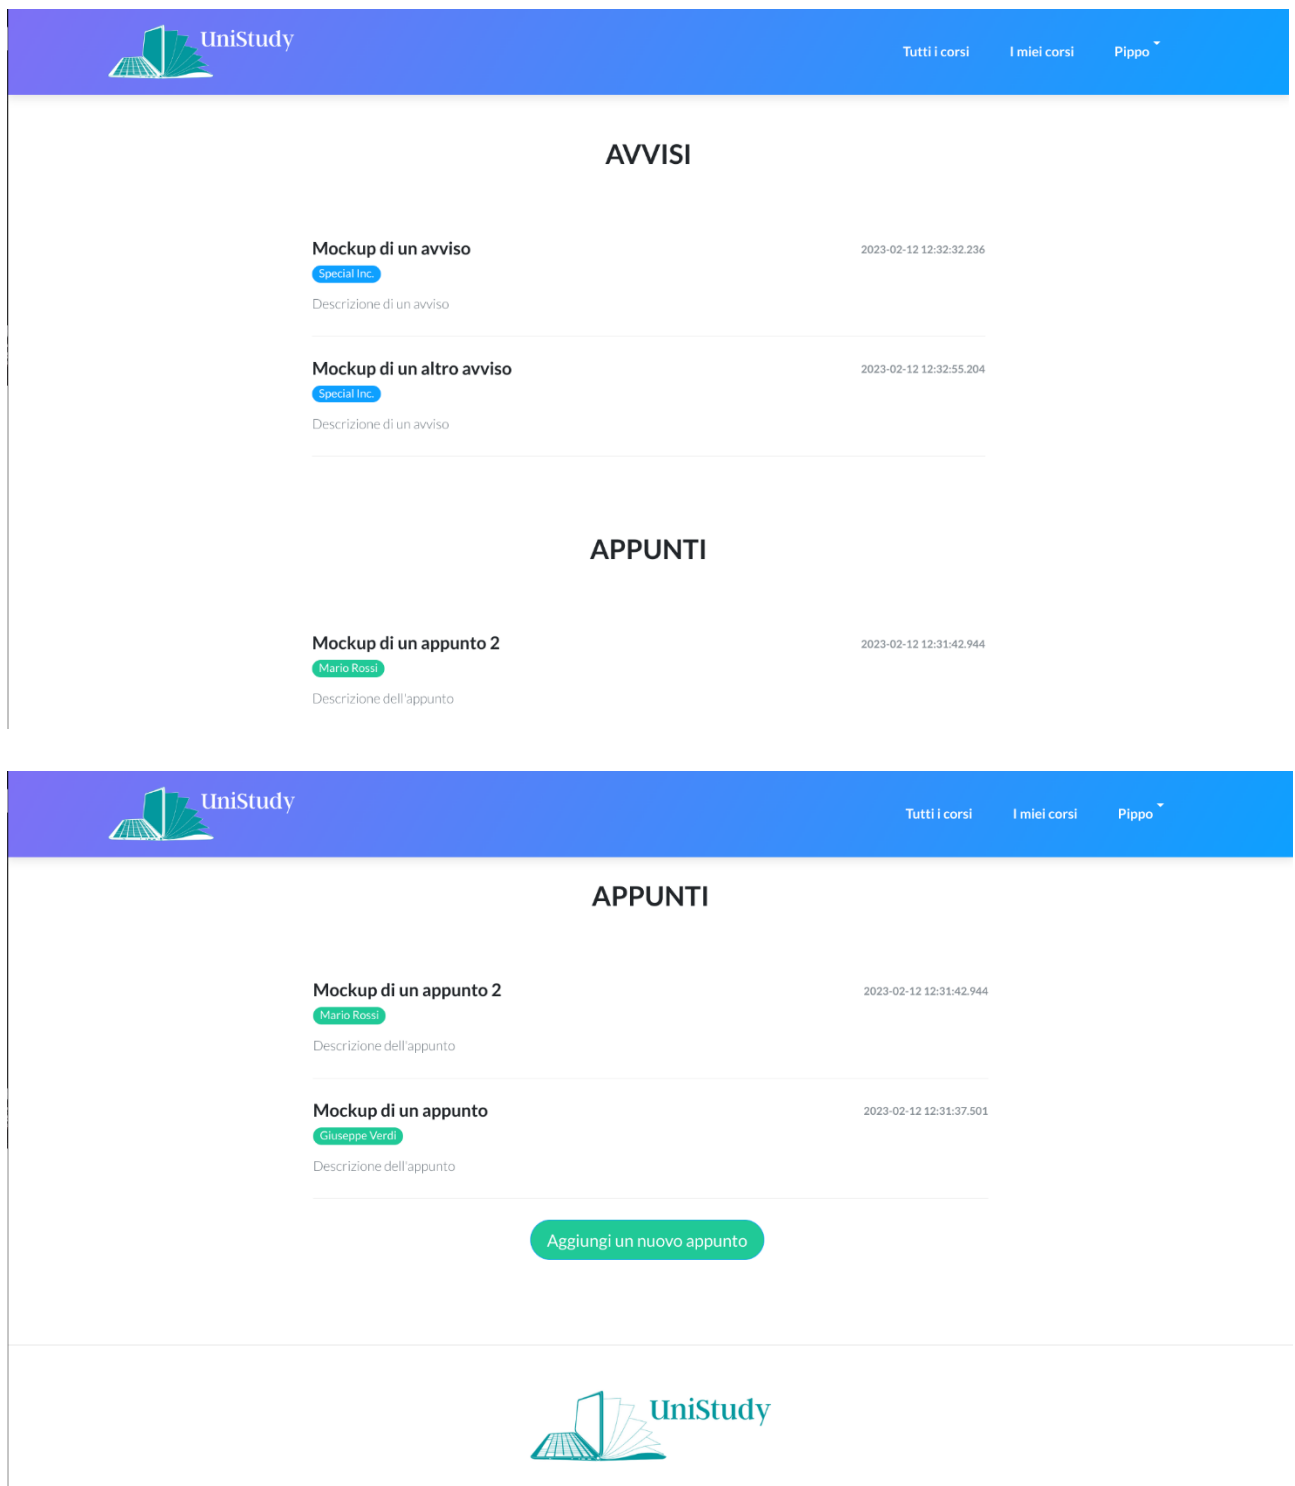 UniStudy
Tutti i corsi I miei corsi Pippo
AVVISI
Mockup di un avviso 2023-02-12 12:32:32.236
Special Inc.
Descrizione di un avviso
Mockup di un altro avviso 2023-02-12 12:32:55.204
Special Inc.
Descrizione di un avviso
APPUNTI
Mockup di un appunto 2 2023-02-12 12:31:42.944
Mario Rossi
Descrizione dell'appunto
UniStudy
Tutti i corsi I miei corsi Pippo
APPUNTI
Mockup di un appunto 2 2023-02-12 12:31:42.944
Mario Rossi
Descrizione dell'appunto
Mockup di un appunto 2023-02-12 12:31:37.501
Giuseppe Verdi
Descrizione dell'appunto
Aggiungi un nuovo appunto
UniStudy